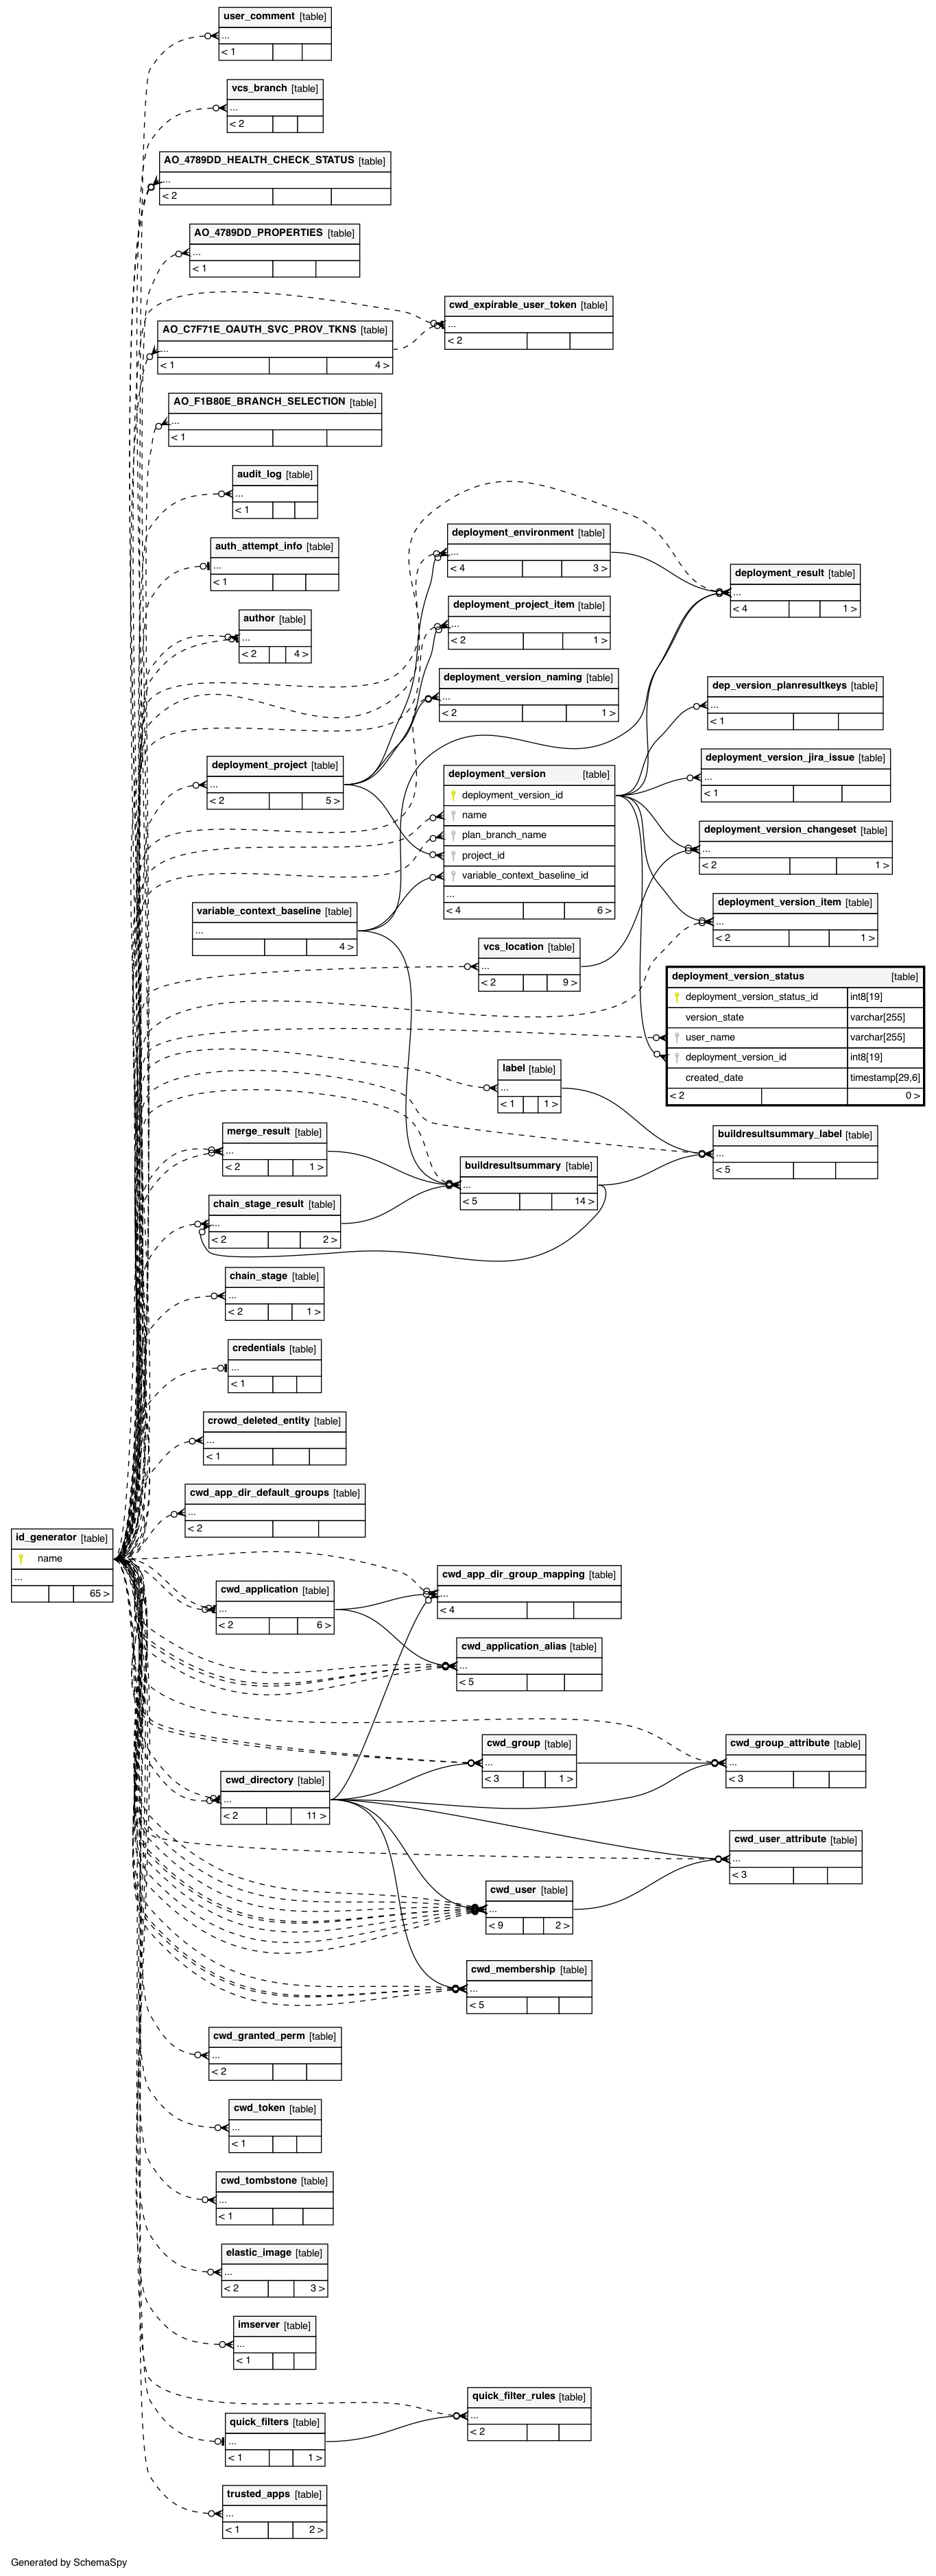 user_comment [table]
...
< 1
vcs_branch [table]
...
< 2
AO_4789DD_HEALTH_CHECK_STATUS [table]
...
< 2
AO_4789DD_PROPERTIES [table]
...
< 1
cwd_expirable_user_token [table]
...
< 2
AO_C7F71E_OAUTH_SVC_PROV_TKNS [table]
...
< 1 4 >
AO_F1B80E_BRANCH_SELECTION [table]
...
< 1
audit_log [table]
...
< 1
auth_attempt_info [table]
...
< 1
author [table]
...
< 2 4 >
deployment_environment [table]
...
< 4 3 >
deployment_result [table]
...
< 4 1 >
deployment_project_item [table]
...
< 2 1 >
deployment_version_naming [table]
...
< 2 1 >
dep_version_planresultkeys [table]
...
< 1
deployment_project [table]
...
< 2 5 >
deployment_version [table]
deployment_version_id
name
plan_branch_name
project_id
variable_context_baseline_id
...
< 4 6 >
deployment_version_jira_issue [table]
...
< 1
deployment_version_changeset [table]
...
< 2 1 >
deployment_version_item [table]
...
< 2 1 >
variable_context_baseline [table]
...
4 >
vcs_location [table]
...
< 2 9 >
deployment_version_status [table]
deployment_version_status_id int8[19]
version_state varchar[255]
user_name varchar[255]
deployment_version_id int8[19]
created_date timestamp[29,6]
< 2 0 >
label [table]
...
< 1 1 >
merge_result [table]
...
< 2 1 >
buildresultsummary_label [table]
...
< 5
buildresultsummary [table]
...
< 5 14 >
chain_stage_result [table]
...
< 2 2 >
chain_stage [table]
...
< 2 1 >
credentials [table]
...
< 1
crowd_deleted_entity [table]
...
< 1
cwd_app_dir_default_groups [table]
...
< 2
id_generator [table]
name
...
65 >
cwd_application [table]
...
< 2 6 >
cwd_app_dir_group_mapping [table]
...
< 4
cwd_application_alias [table]
...
< 5
cwd_group [table]
...
< 3 1 >
cwd_group_attribute [table]
...
< 3
cwd_directory [table]
...
< 2 11 >
cwd_user_attribute [table]
...
< 3
cwd_user [table]
...
< 9 2 >
cwd_membership [table]
...
< 5
cwd_granted_perm [table]
...
< 2
cwd_token [table]
...
< 1
cwd_tombstone [table]
...
< 1
elastic_image [table]
...
< 2 3 >
imserver [table]
...
< 1
quick_filter_rules [table]
...
< 2
quick_filters [table]
...
< 1 1 >
trusted_apps [table]
...
< 1 2 >
Generated by SchemaSpy